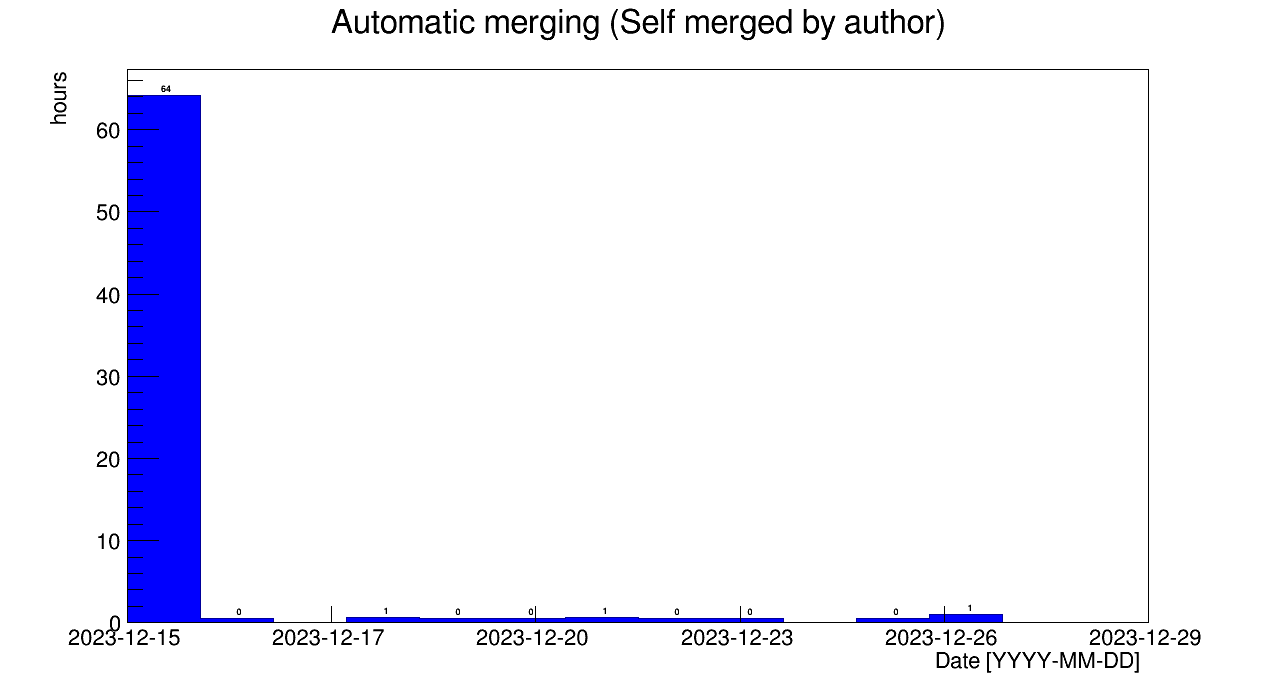 Automatic merging (Self merged by author)
hours
64
60
50
40
30
20
10
0
0 1 0 0 1 0 0 0 1
2023-12-15 2023-12-17 2023-12-20 2023-12-23 2023-12-26 2023-12-29
Date [YYYY-MM-DD]